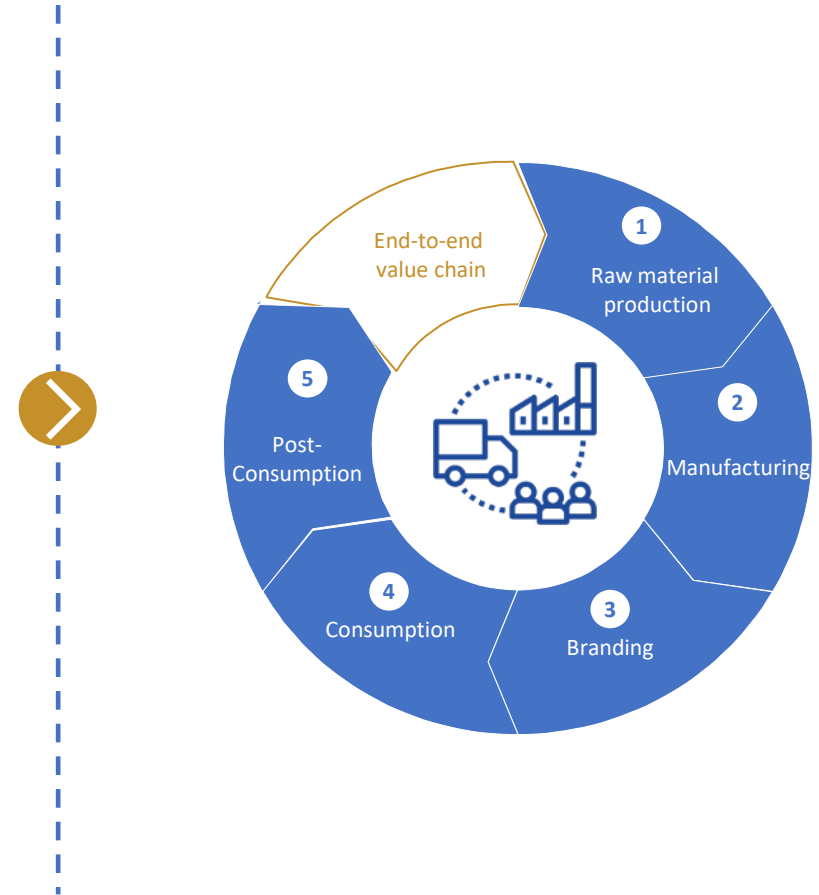 End-to-end
value chain
1
Raw material
production
2
Manufacturing
3
Branding
4
Consumption
5
Post-
Consumption